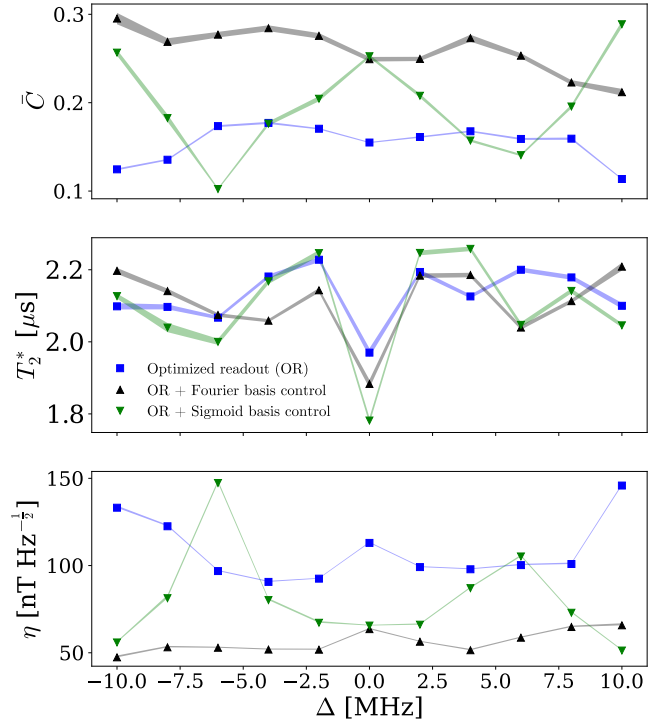 0.3
0.2
0.1
C̄
2.2
2.0
1.8
T₂* [μs]
Optimized readout (OR)
OR + Fourier basis control
OR + Sigmoid basis control
150
100
50
η [nT Hz^{-1/2}]
−10.0 −7.5 −5.0 −2.5 0.0 2.5 5.0 7.5 10.0
Δ [MHz]